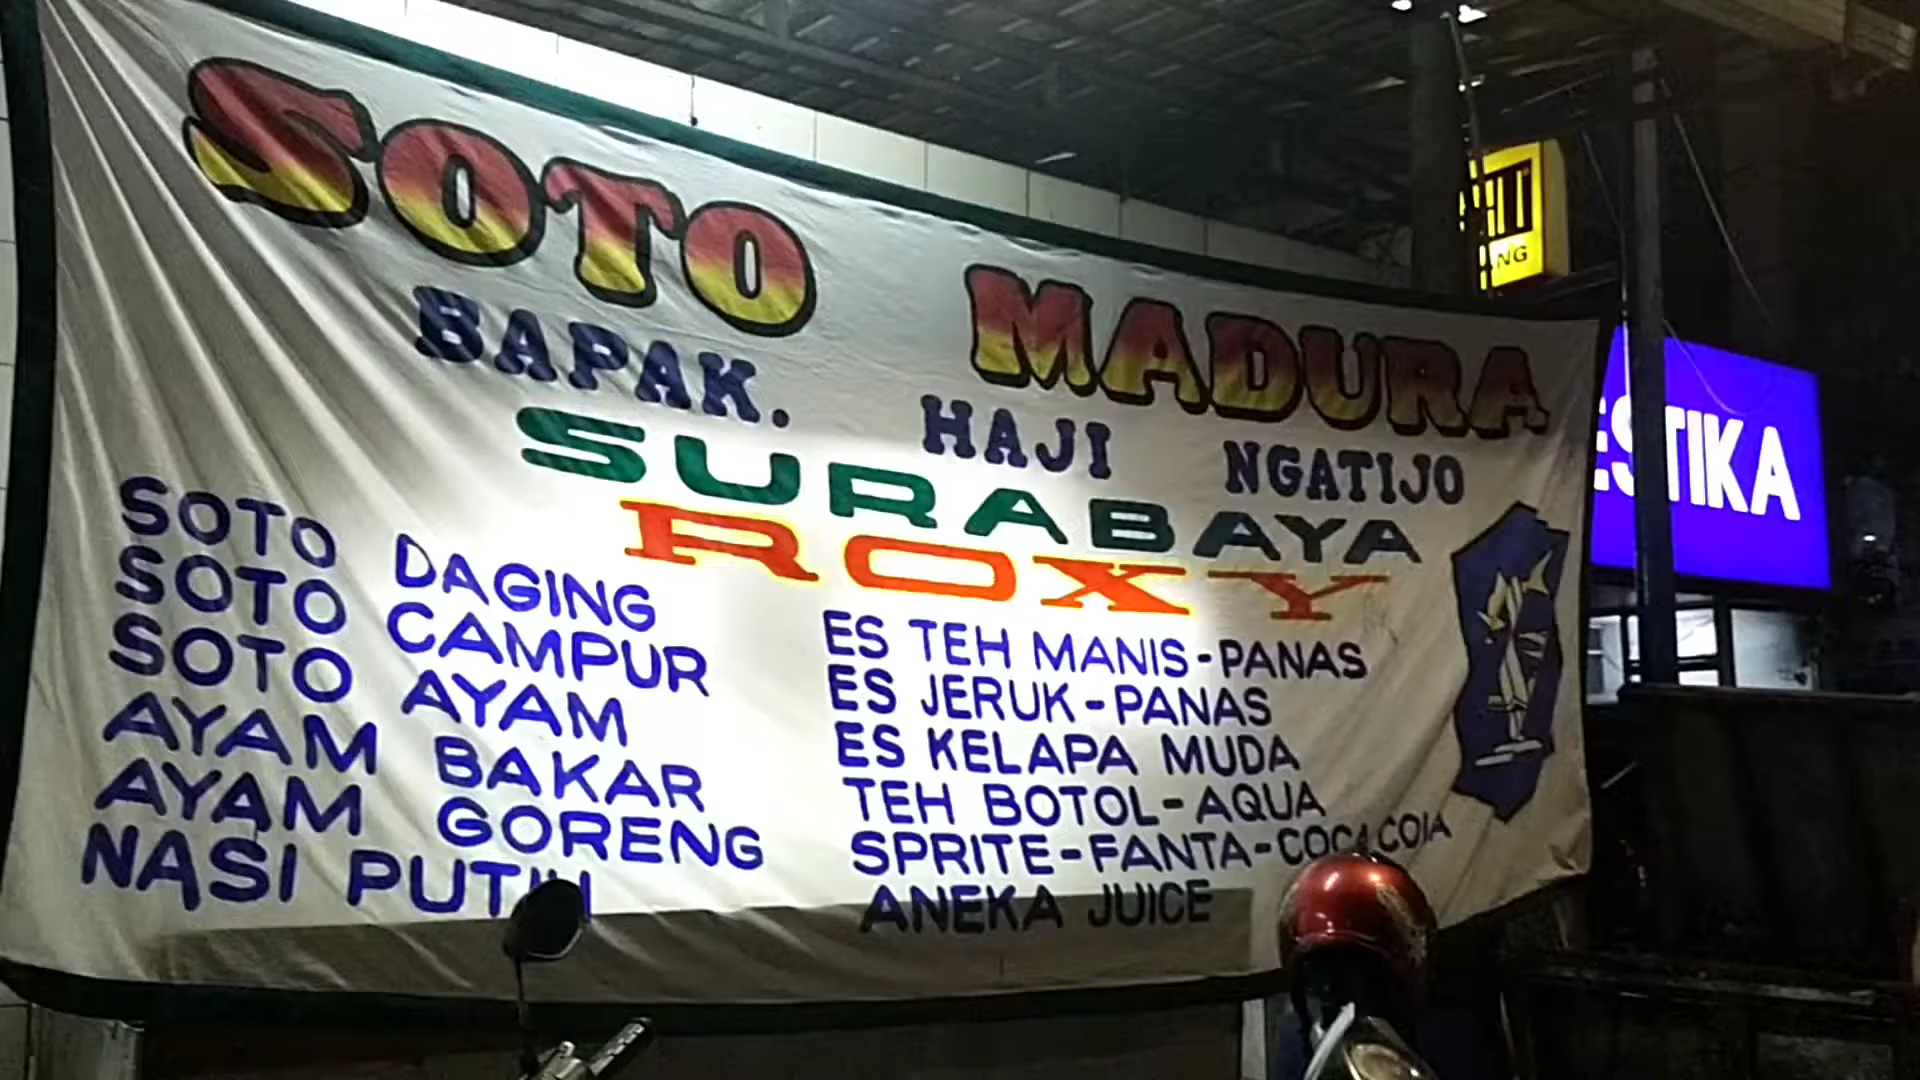 SOTO MADURA
BAPAK. HAJI NGATIJO
SURABAYA
ROXY
SOTO DAGING
SOTO CAMPUR
SOTO AYAM
AYAM BAKAR
AYAM GORENG
NASI PUTIH
ES TEH MANIS-PANAS
ES JERUK-PANAS
ES KELAPA MUDA
TEH BOTOL-AQUA
SPRITE-FANTA-COCA COLA
ANEKA JUICE
ESTIKA